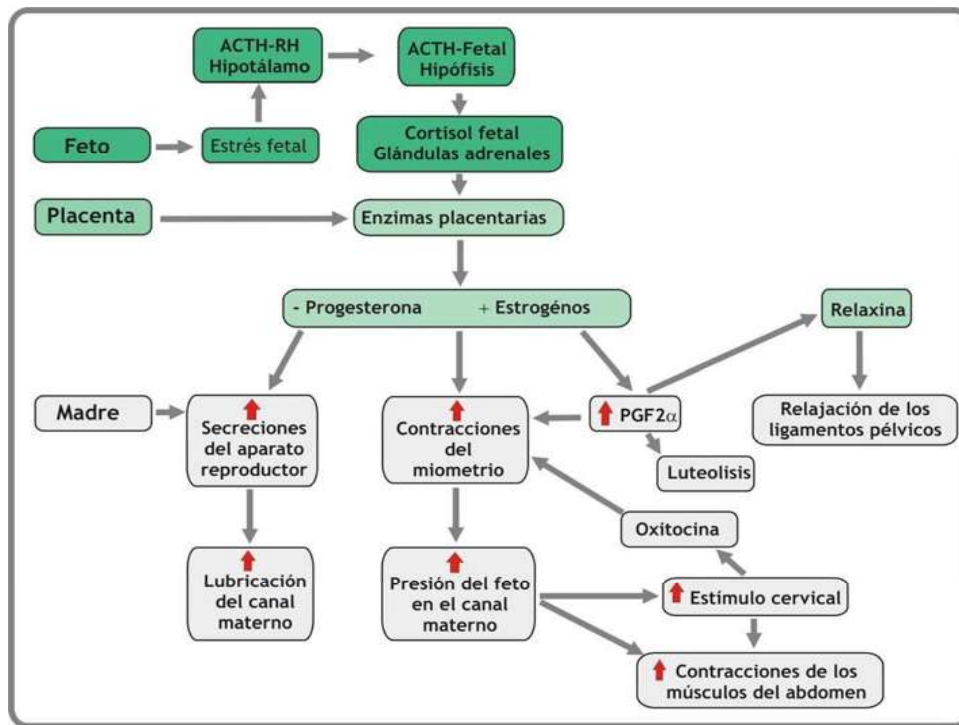 ACTH-RH
Hipotálamo
ACTH-Fetal
Hipófisis
Feto
Estrés fetal
Cortisol fetal
Glándulas adrenales
Placenta
Enzimas placentarias
- Progesterona + Estrogénos
Relaxina
Madre
Secreciones
del aparato
reproductor
Contracciones
del
miometrio
PGF2α
Relajación de los
ligamentos pélvicos
Luteolisis
Oxitocina
Lubricación
del canal
materno
Presión del feto
en el canal
materno
Estímulo cervical
Contracciones de los
músculos del abdomen